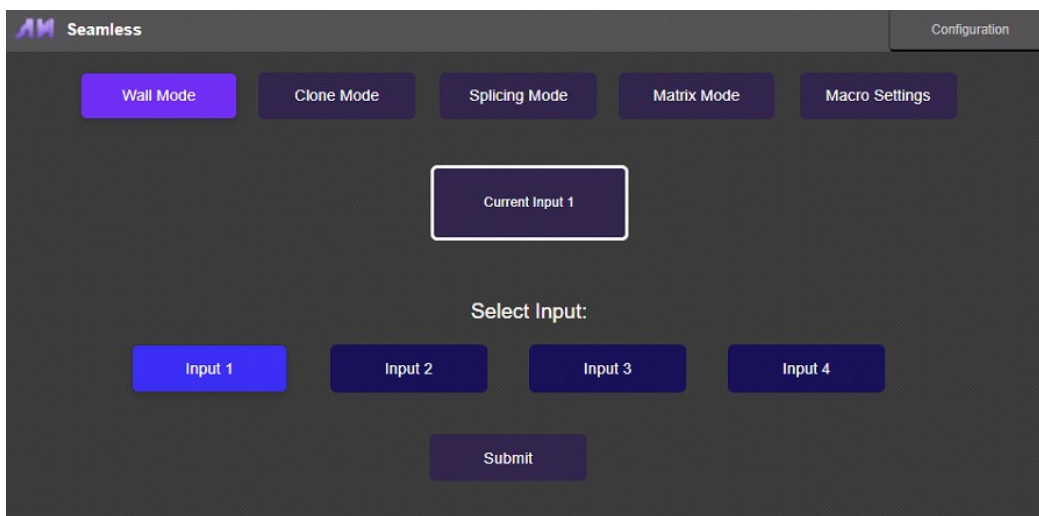 AM Seamless
Configuration
Wall Mode
Clone Mode
Splicing Mode
Matrix Mode
Macro Settings
Current Input 1
Select Input:
Input 1
Input 2
Input 3
Input 4
Submit